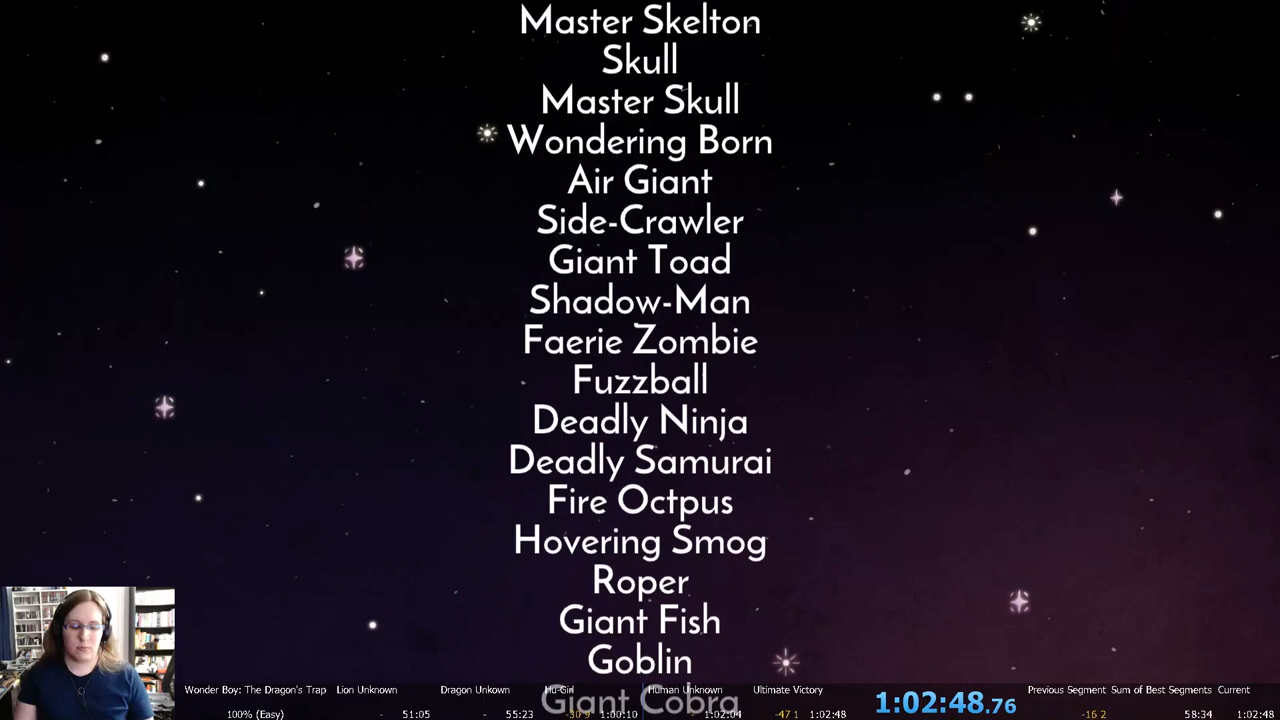 Master Skelton
Skull
Master Skull
Wondering Born
Air Giant
Side-Crawler
Giant Toad
Shadow-Man
Faerie Zombie
Fuzzball
Deadly Ninja
Deadly Samurai
Fire Octpus
Hovering Smog
Roper
Giant Fish
Goblin
Giant Cobra
Wonder Boy: The Dragon's Trap Lion Unknown Dragon Unkown Hu-Girl Human Unknown Ultimate Victory 1:02:48.76 Previous Segment Sum of Best Segments Current
100% (Easy) - 51:05 - 55:23 -30.9 1:00:10 - 1:02:04 -47.1 1:02:48 -16.2 58:34 1:02:48